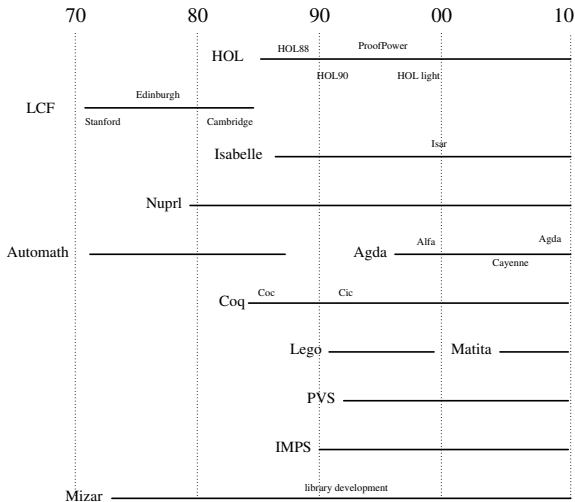 70 80 90 00 10
HOL88 ProofPower
HOL
HOL90 HOL light
Edinburgh
LCF
Stanford Cambridge
Isar
Isabelle
Nuprl
Alfa Agda
Automath Agda
Cayenne
Coc Cic
Coq
Lego Matita
PVS
IMPS
library development
Mizar